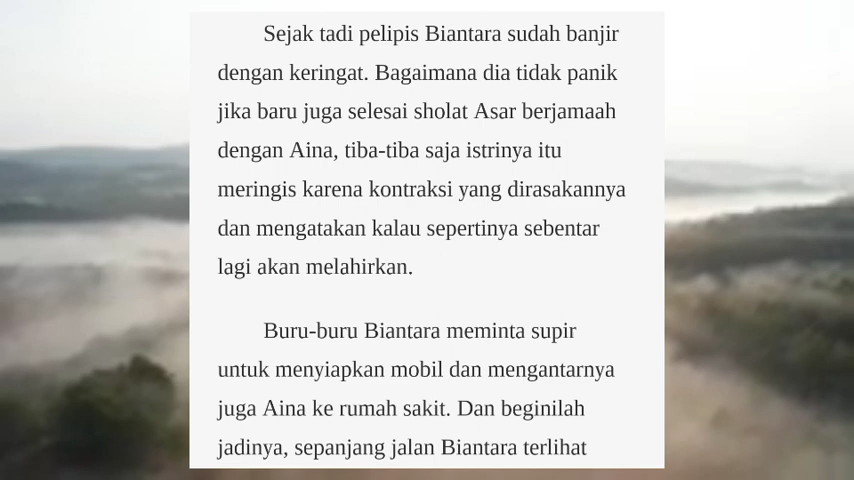 Sejak tadi pelipis Biantara sudah banjir
dengan keringat. Bagaimana dia tidak panik
jika baru juga selesai sholat Asar berjamaah
dengan Aina, tiba-tiba saja istrinya itu
meringis karena kontraksi yang dirasakannya
dan mengatakan kalau sepertinya sebentar
lagi akan melahirkan.
Buru-buru Biantara meminta supir
untuk menyiapkan mobil dan mengantarnya
juga Aina ke rumah sakit. Dan beginilah
jadinya, sepanjang jalan Biantara terlihat